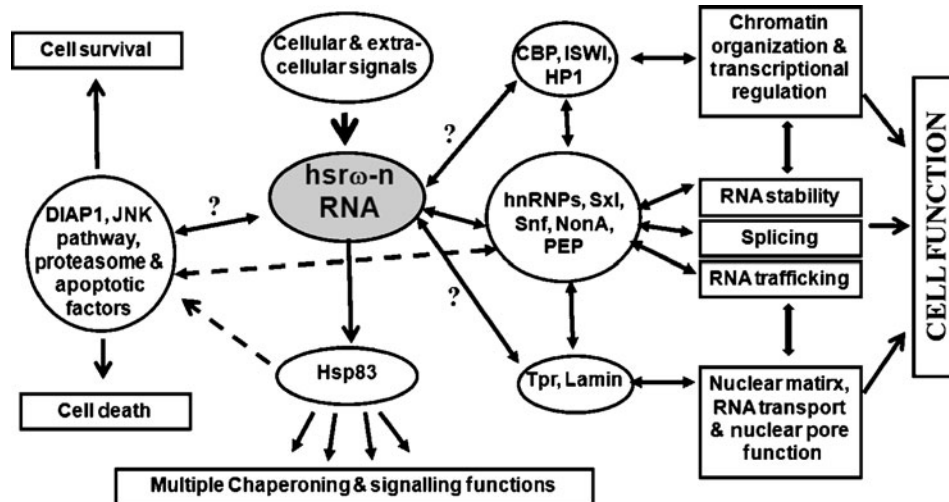 Cell survival
Cellular & extra-
cellular signals
CBP, ISWI,
HP1
Chromatin
organization &
transcriptional
regulation
?
hsrω-n
RNA
?
DIAP1, JNK
pathway,
proteasome &
apoptotic
factors
hnRNPs, Sxl,
Snf, NonA,
PEP
RNA stability
Splicing
RNA trafficking
CELL FUNCTION
?
Hsp83
Tpr, Lamin
Nuclear matirx,
RNA transport
& nuclear pore
function
Cell death
Multiple Chaperoning & signalling functions